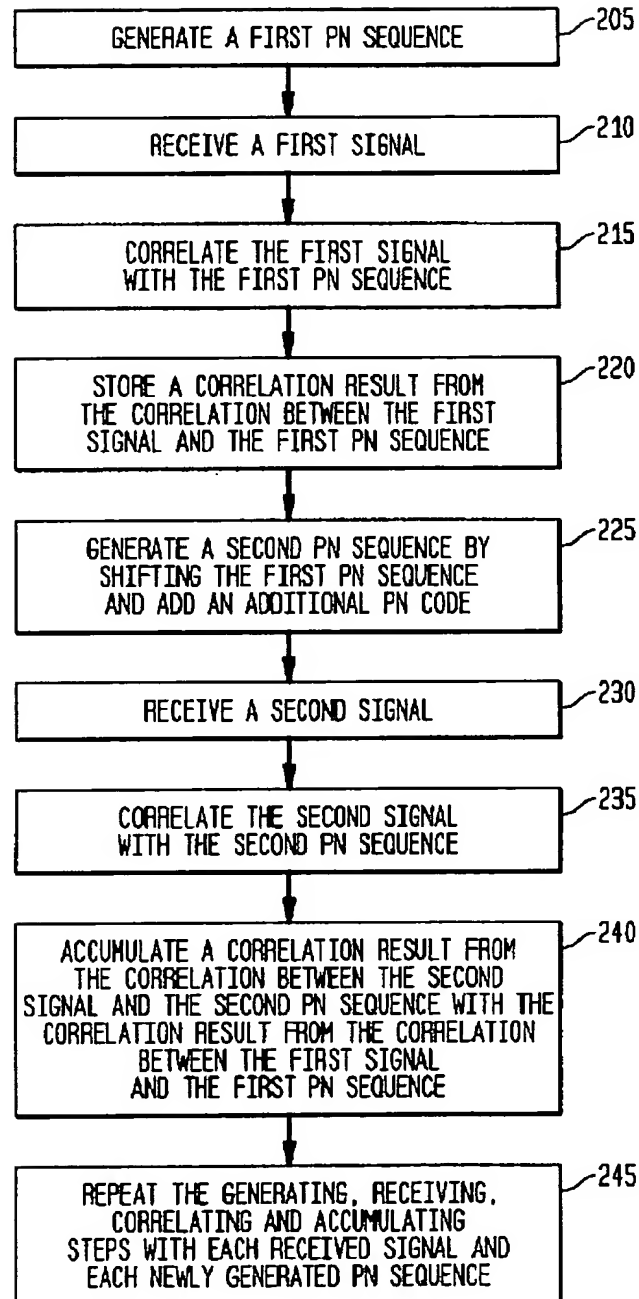 GENERATE A FIRST PN SEQUENCE
205
RECEIVE A FIRST SIGNAL
210
CORRELATE THE FIRST SIGNAL
WITH THE FIRST PN SEQUENCE
215
STORE A CORRELATION RESULT FROM
THE CORRELATION BETWEEN THE FIRST
SIGNAL AND THE FIRST PN SEQUENCE
220
GENERATE A SECOND PN SEQUENCE BY
SHIFTING THE FIRST PN SEQUENCE
AND ADD AN ADDITIONAL PN CODE
225
RECEIVE A SECOND SIGNAL
230
CORRELATE THE SECOND SIGNAL
WITH THE SECOND PN SEQUENCE
235
ACCUMULATE A CORRELATION RESULT FROM
THE CORRELATION BETWEEN THE SECOND
SIGNAL AND THE SECOND PN SEQUENCE WITH THE
CORRELATION RESULT FROM THE CORRELATION
BETWEEN THE FIRST SIGNAL
AND THE FIRST PN SEQUENCE
240
REPEAT THE GENERATING, RECEIVING,
CORRELATING AND ACCUMULATING
STEPS WITH EACH RECEIVED SIGNAL AND
EACH NEWLY GENERATED PN SEQUENCE
245